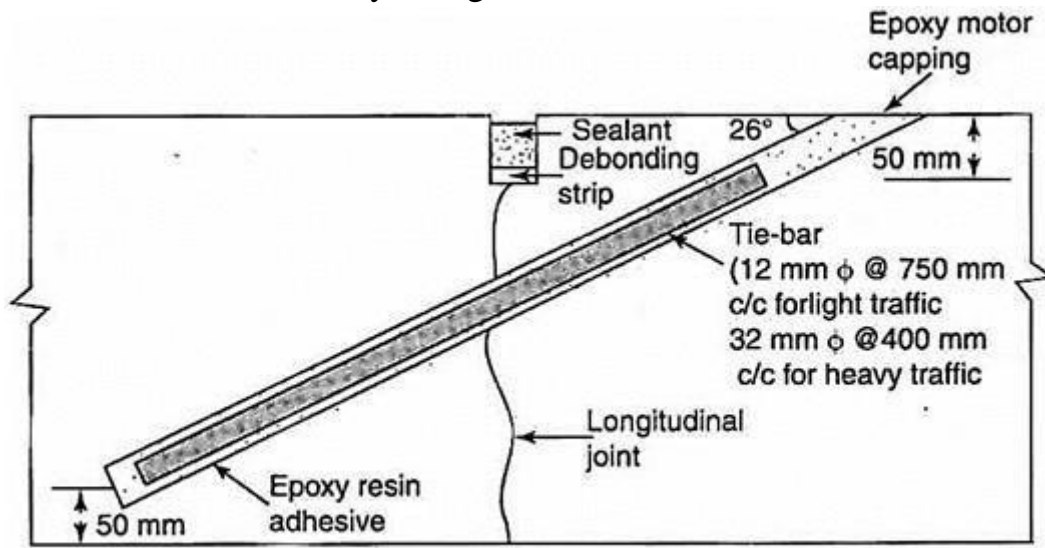 Epoxy motor
capping
Sealant
Debonding
strip
26°
50 mm
Tie-bar
(12 mm ϕ @ 750 mm
c/c forlight traffic
32 mm ϕ @400 mm
c/c for heavy traffic
Longitudinal
joint
Epoxy resin
adhesive
50 mm